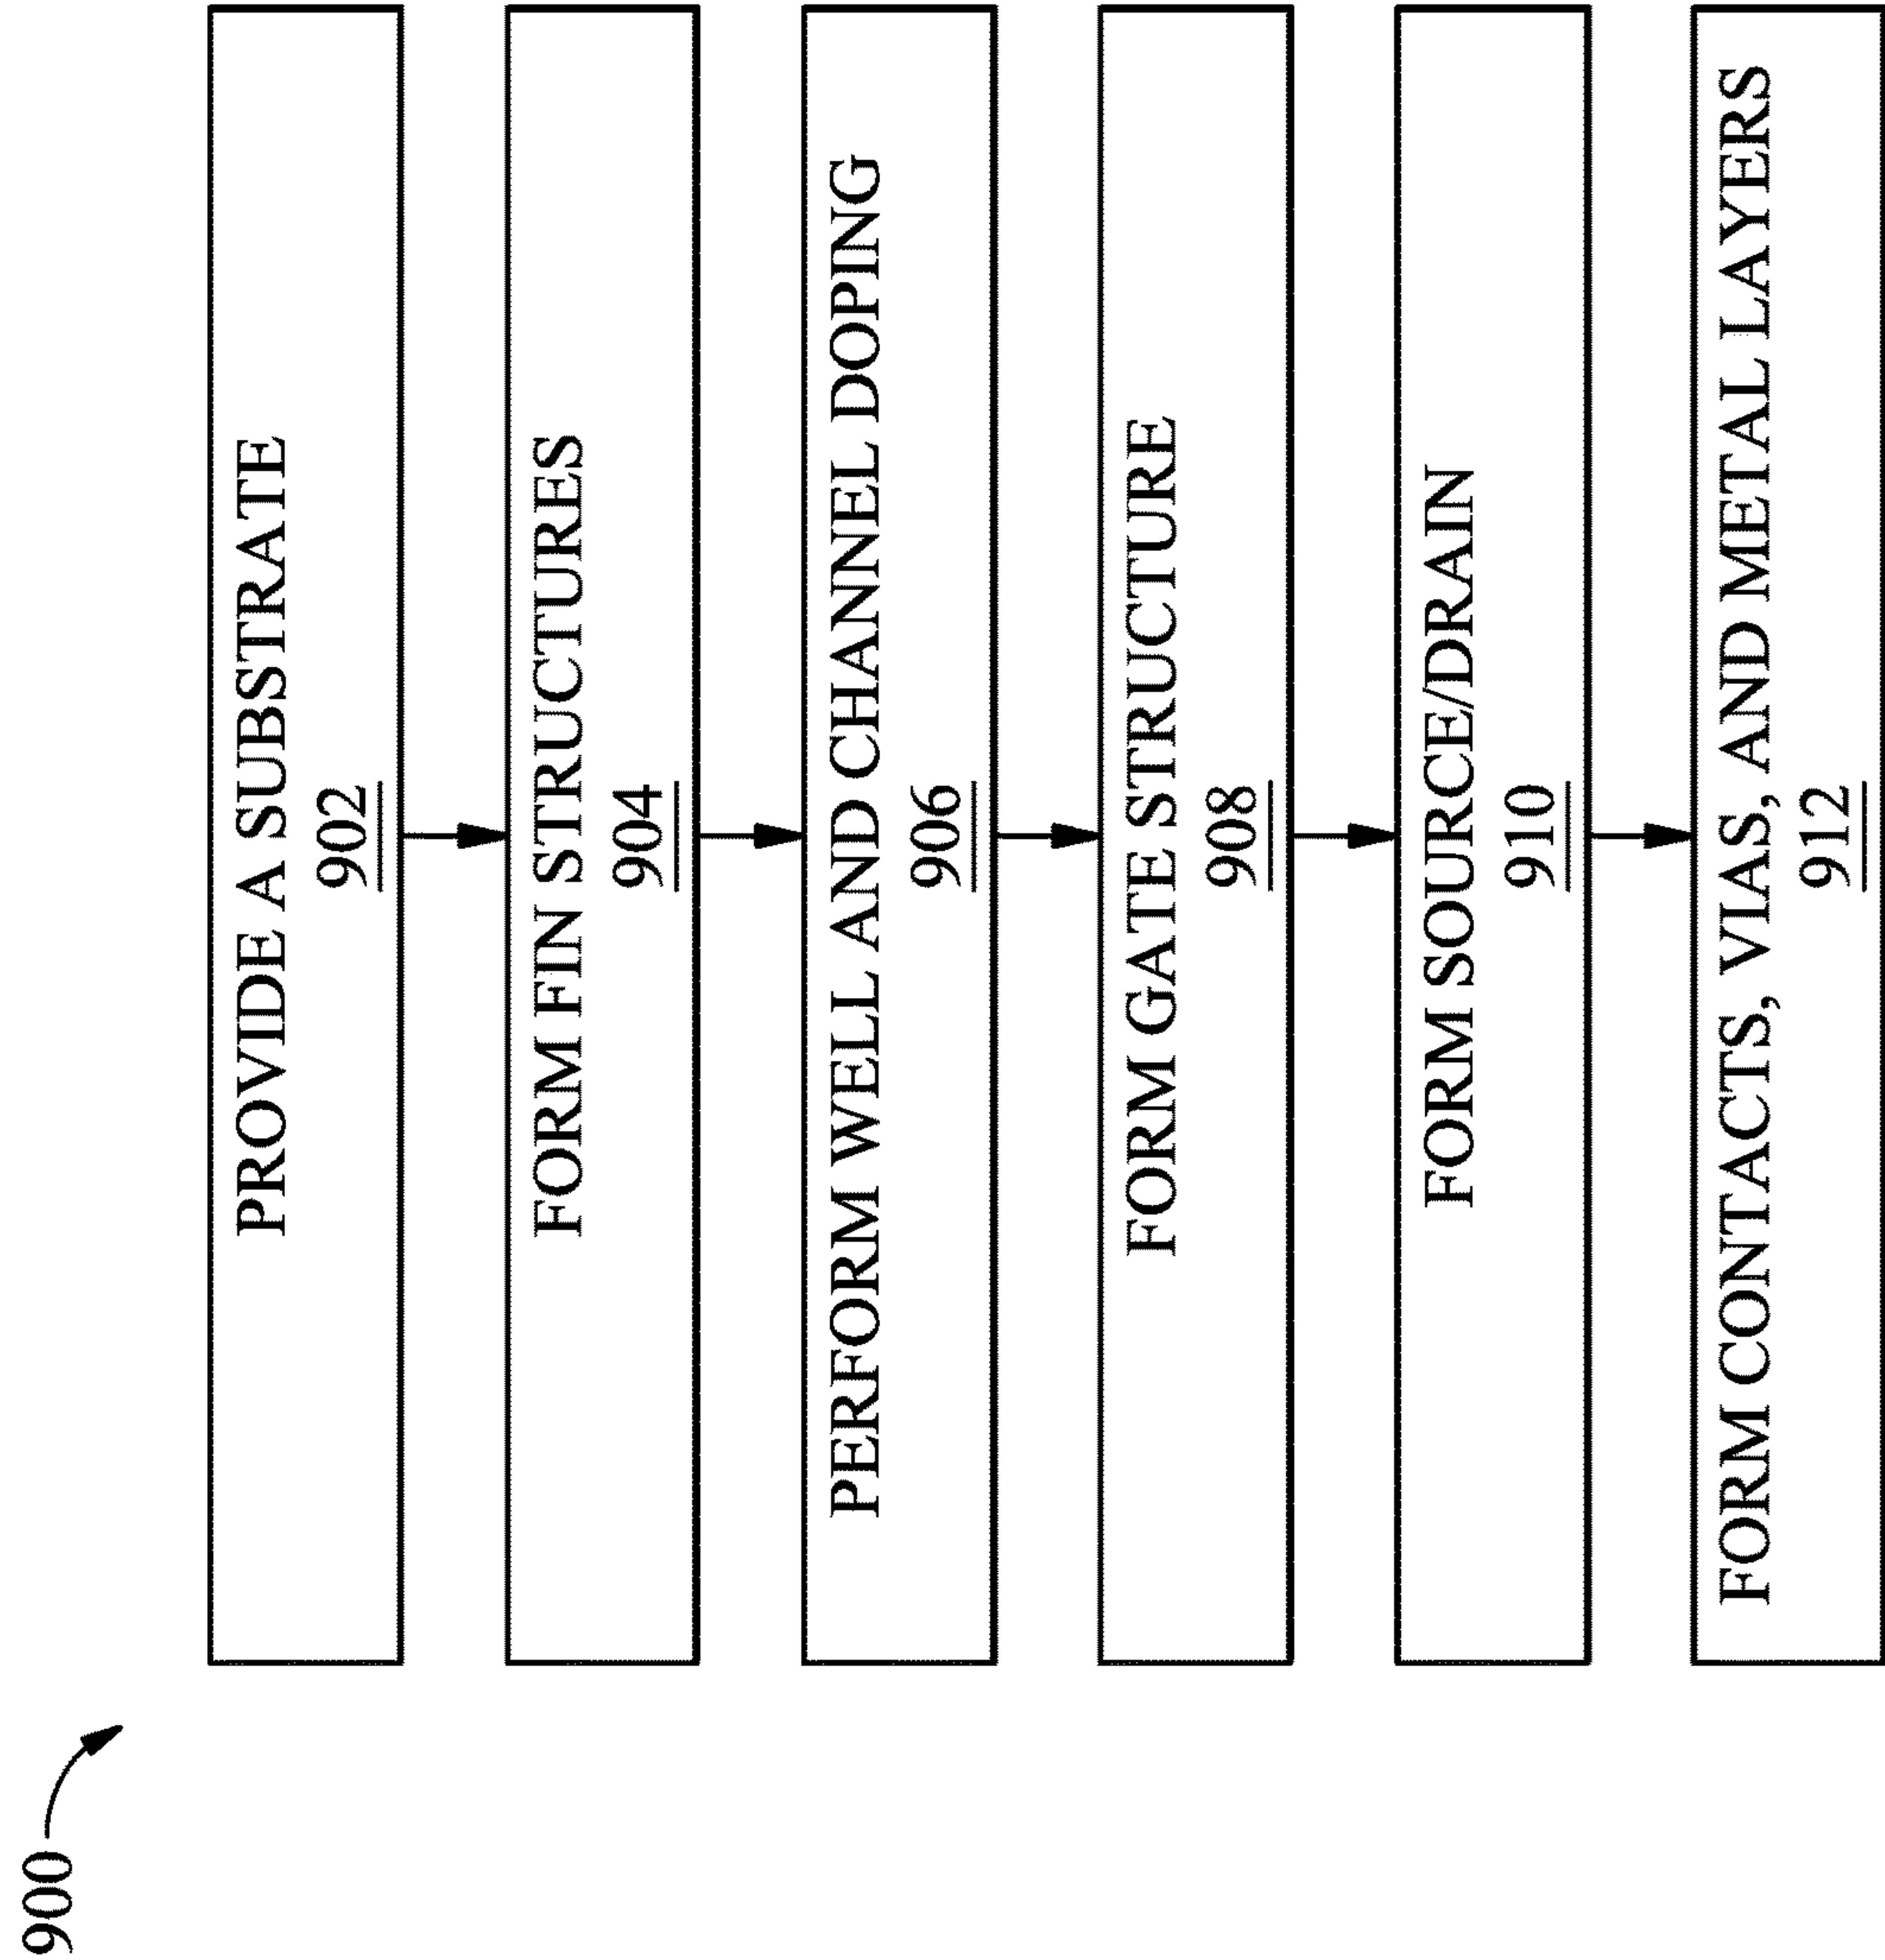 900
PROVIDE A SUBSTRATE
902
FORM FIN STRUCTURES
904
PERFORM WELL AND CHANNEL DOPING
906
FORM GATE STRUCTURE
908
FORM SOURCE/DRAIN
910
FORM CONTACTS, VIAS, AND METAL LAYERS
912